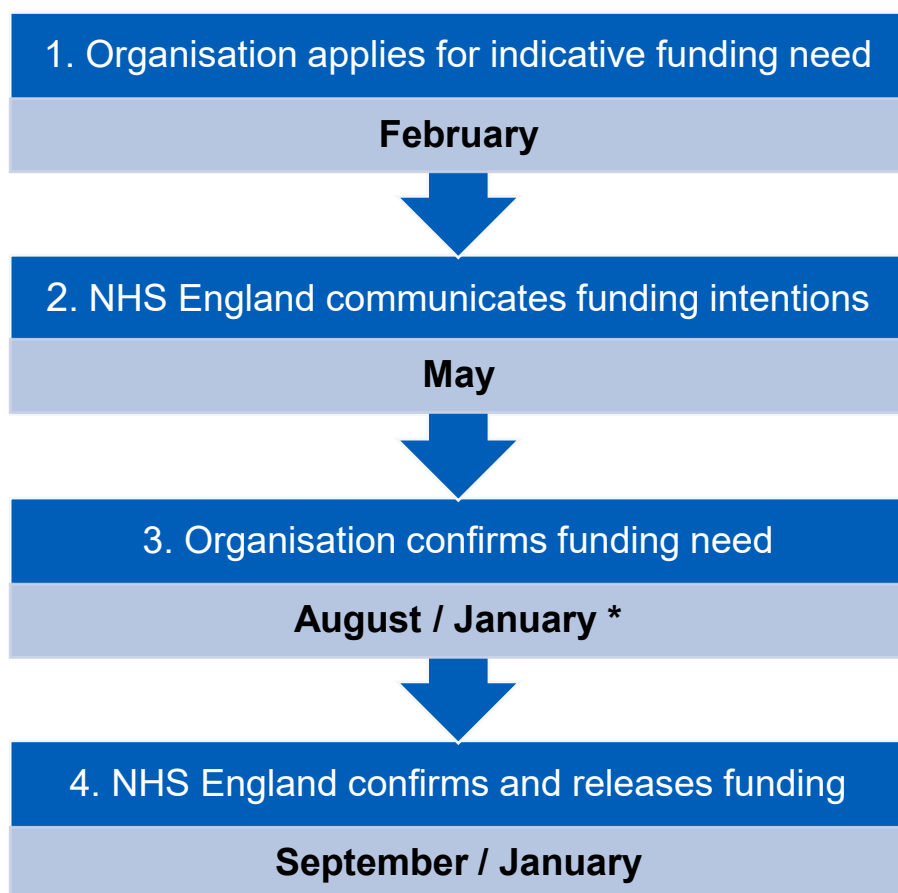 1. Organisation applies for indicative funding need
February
2. NHS England communicates funding intentions
May
3. Organisation confirms funding need
August / January *
4. NHS England confirms and releases funding
September / January